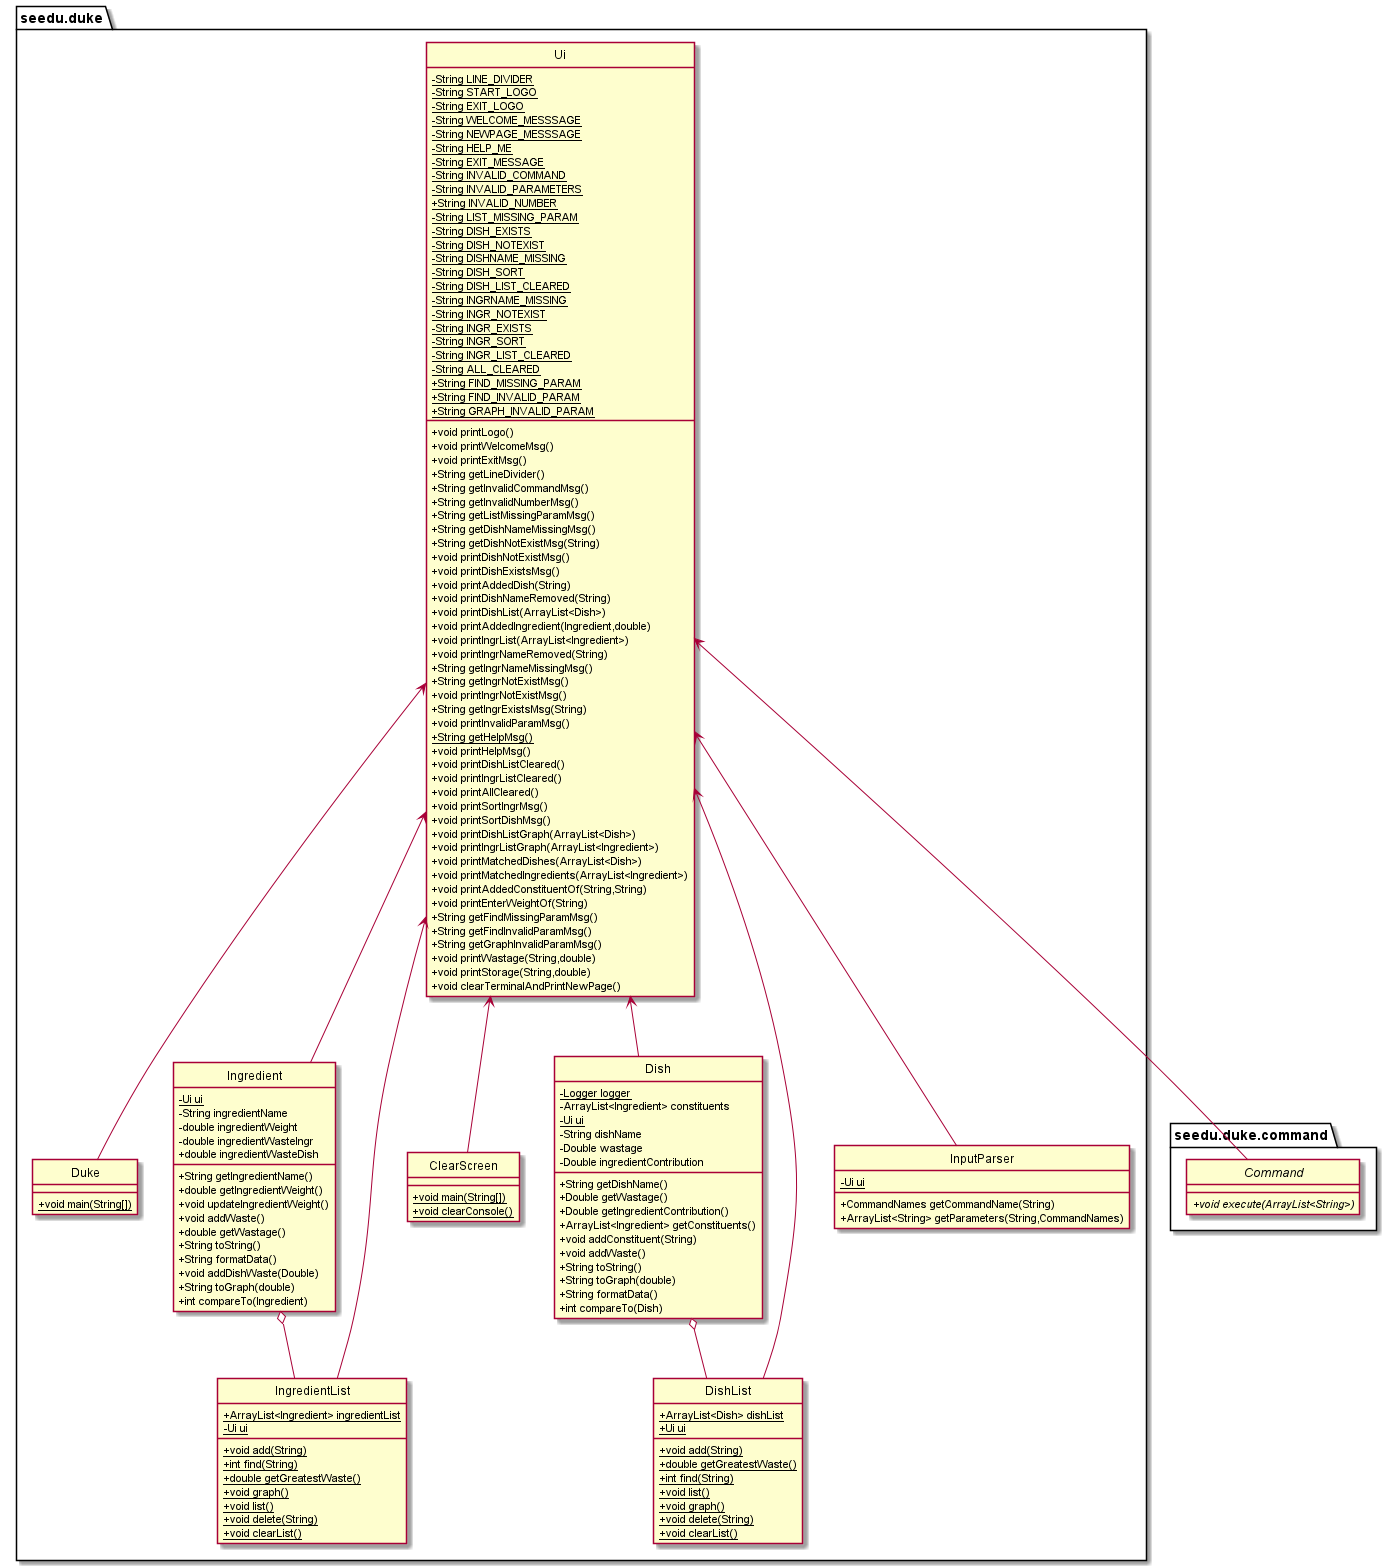 seedu.duke
Ui
-String LINE_DIVIDER
-String START_LOGO
-String EXIT_LOGO
-String WELCOME_MESSSAGE
-String NEWPAGE_MESSSAGE
-String HELP_ME
-String EXIT_MESSAGE
-String INVALID_COMMAND
-String INVALID_PARAMETERS
+String INVALID_NUMBER
-String LIST_MISSING_PARAM
-String DISH_EXISTS
-String DISH_NOTEXIST
-String DISHNAME_MISSING
-String DISH_SORT
-String DISH_LIST_CLEARED
-String INGRNAME_MISSING
-String INGR_NOTEXIST
-String INGR_EXISTS
-String INGR_SORT
-String INGR_LIST_CLEARED
-String ALL_CLEARED
+String FIND_MISSING_PARAM
+String FIND_INVALID_PARAM
+String GRAPH_INVALID_PARAM
+void printLogo()
+void printWelcomeMsg()
+void printExitMsg()
+String getLineDivider()
+String getInvalidCommandMsg()
+String getInvalidNumberMsg()
+String getListMissingParamMsg()
+String getDishNameMissingMsg()
+String getDishNotExistMsg(String)
+void printDishNotExistMsg()
+void printDishExistsMsg()
+void printAddedDish(String)
+void printDishNameRemoved(String)
+void printDishList(ArrayList<Dish>)
+void printAddedIngredient(Ingredient,double)
+void printIngrList(ArrayList<Ingredient>)
+void printIngrNameRemoved(String)
+String getIngrNameMissingMsg()
+String getIngrNotExistMsg()
+void printIngrNotExistMsg()
+String getIngrExistsMsg(String)
+void printInvalidParamMsg()
+String getHelpMsg()
+void printHelpMsg()
+void printDishListCleared()
+void printIngrListCleared()
+void printAllCleared()
+void printSortIngrMsg()
+void printSortDishMsg()
+void printDishListGraph(ArrayList<Dish>)
+void printIngrListGraph(ArrayList<Ingredient>)
+void printMatchedDishes(ArrayList<Dish>)
+void printMatchedIngredients(ArrayList<Ingredient>)
+void printAddedConstituentOf(String,String)
+void printEnterWeightOf(String)
+String getFindMissingParamMsg()
+String getFindInvalidParamMsg()
+String getGraphInvalidParamMsg()
+void printWastage(String,double)
+void printStorage(String,double)
+void clearTerminalAndPrintNewPage()
Duke
+void main(String[])
Ingredient
-Ui ui
-String ingredientName
-double ingredientWeight
-double ingredientWasteIngr
+double ingredientWasteDish
+String getIngredientName()
+double getIngredientWeight()
+void updateIngredientWeight()
+void addWaste()
+double getWastage()
+String toString()
+String formatData()
+void addDishWaste(Double)
+String toGraph(double)
+int compareTo(Ingredient)
ClearScreen
+void main(String[])
+void clearConsole()
Dish
-Logger logger
-ArrayList<Ingredient> constituents
-Ui ui
-String dishName
-Double wastage
-Double ingredientContribution
+String getDishName()
+Double getWastage()
+Double getIngredientContribution()
+ArrayList<Ingredient> getConstituents()
+void addConstituent(String)
+void addWaste()
+String toString()
+String toGraph(double)
+String formatData()
+int compareTo(Dish)
InputParser
-Ui ui
+CommandNames getCommandName(String)
+ArrayList<String> getParameters(String,CommandNames)
seedu.duke.command
Command
+void execute(ArrayList<String>)
IngredientList
+ArrayList<Ingredient> ingredientList
-Ui ui
+void add(String)
+int find(String)
+double getGreatestWaste()
+void graph()
+void list()
+void delete(String)
+void clearList()
DishList
+ArrayList<Dish> dishList
+Ui ui
+void add(String)
+double getGreatestWaste()
+int find(String)
+void list()
+void graph()
+void delete(String)
+void clearList()